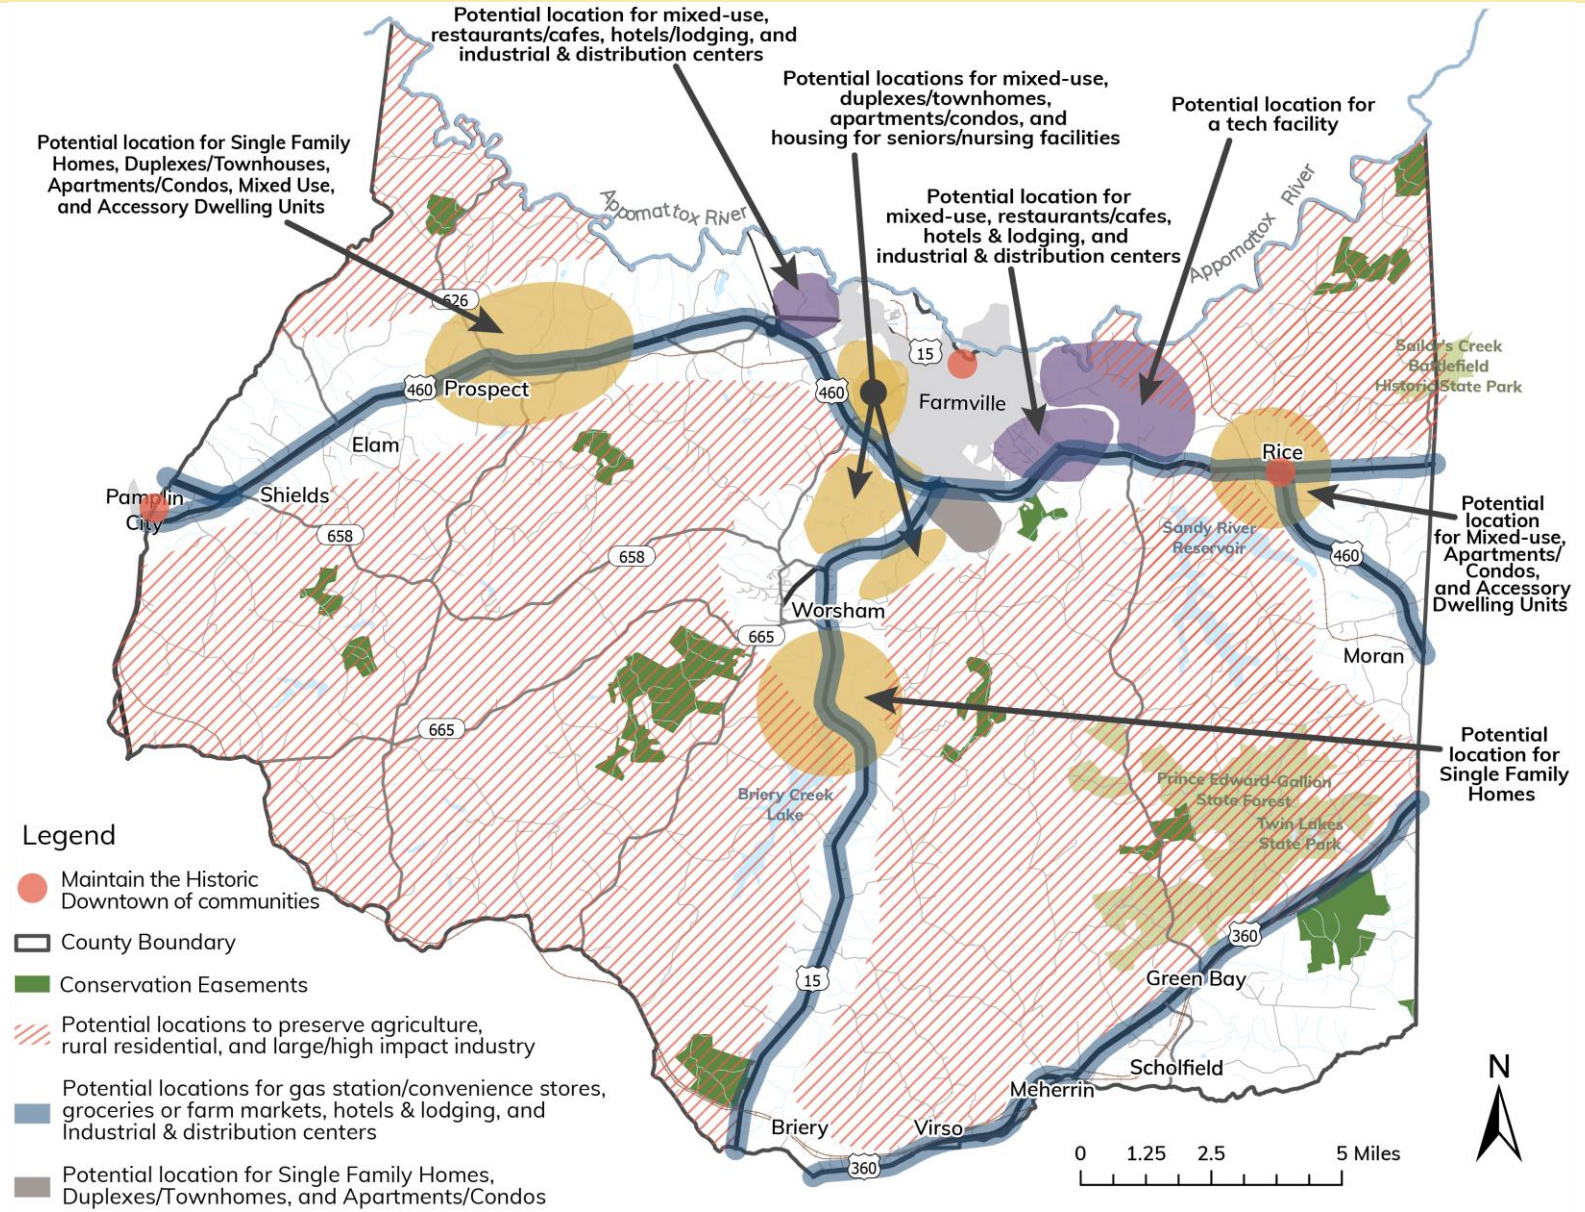 Potential location for mixed-use,
restaurants/cafes, hotels/lodging, and
industrial & distribution centers
Potential locations for mixed-use,
duplexes/townhomes,
apartments/condos, and
housing for seniors/nursing facilities
Potential location for
a tech facility
Potential location for Single Family
Homes, Duplexes/Townhouses,
Apartments/Condos, Mixed Use,
and Accessory Dwelling Units
Potential location for
mixed-use, restaurants/cafes,
hotels & lodging, and
industrial & distribution centers
Appomattox River
Appomattox River
626
15
Sailor's Creek
Battlefield
Historic State Park
460
Prospect
460
Farmville
Elam
Rice
Pamplin
City
Shields
658
658
Sandy River
Reservoir
460
Potential
location
for Mixed-use,
Apartments/
Condos,
and Accessory
Dwelling Units
Worsham
665
Moran
665
Potential
location for
Single Family
Homes
Briery Creek
Lake
Prince Edward-Gallion
State Forest
Twin Lakes
State Park
360
15
Green Bay
Scholfield
Meherrin
Briery
Virso
360
Legend
Maintain the Historic
Downtown of communities
County Boundary
Conservation Easements
Potential locations to preserve agriculture,
rural residential, and large/high impact industry
Potential locations for gas station/convenience stores,
groceries or farm markets, hotels & lodging, and
Industrial & distribution centers
Potential location for Single Family Homes,
Duplexes/Townhomes, and Apartments/Condos
N
0 1.25 2.5 5 Miles